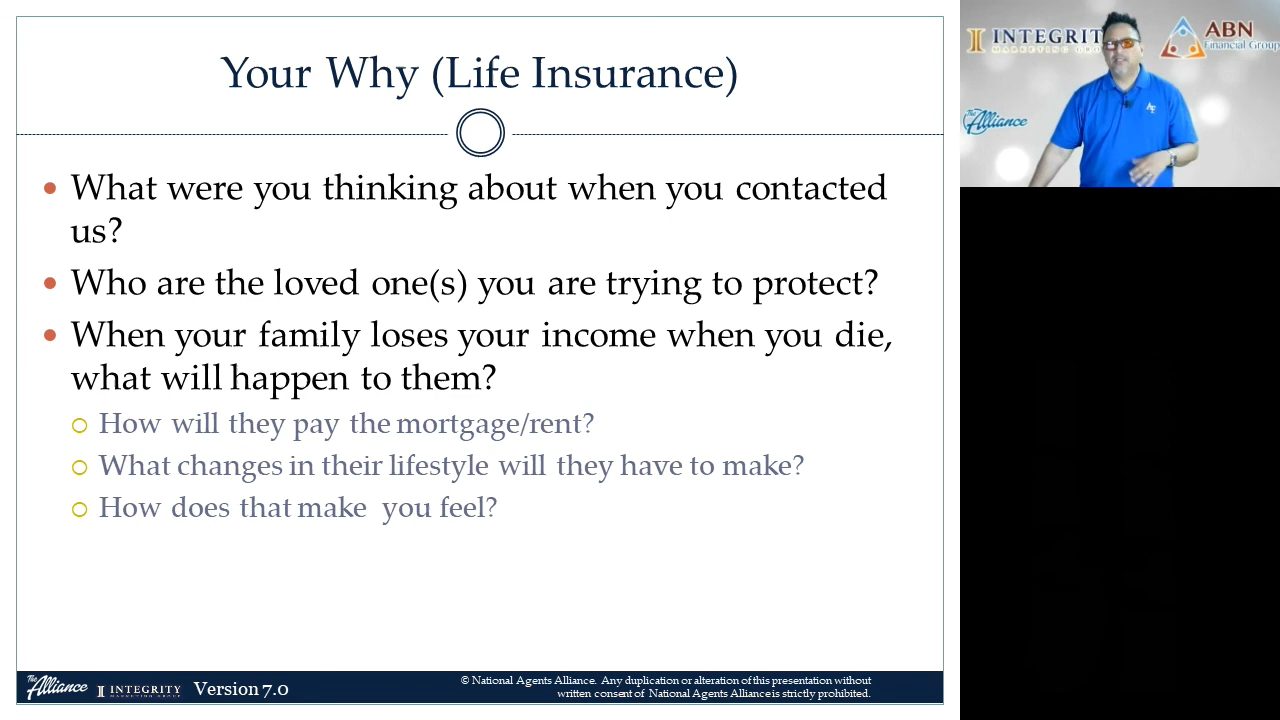 Your Why (Life Insurance)
What were you thinking about when you contacted
us?
Who are the loved one(s) you are trying to protect?
When your family loses your income when you die,
what will happen to them?
How will they pay the mortgage/rent?
What changes in their lifestyle will they have to make?
How does that make you feel?
The Alliance
INTEGRITY
MARKETING GROUP
Version 7.0
© National Agents Alliance. Any duplication or alteration of this presentation without
written consent of National Agents Alliance is strictly prohibited.
INTEGRIT
ABN
Financial Group
The Alliance